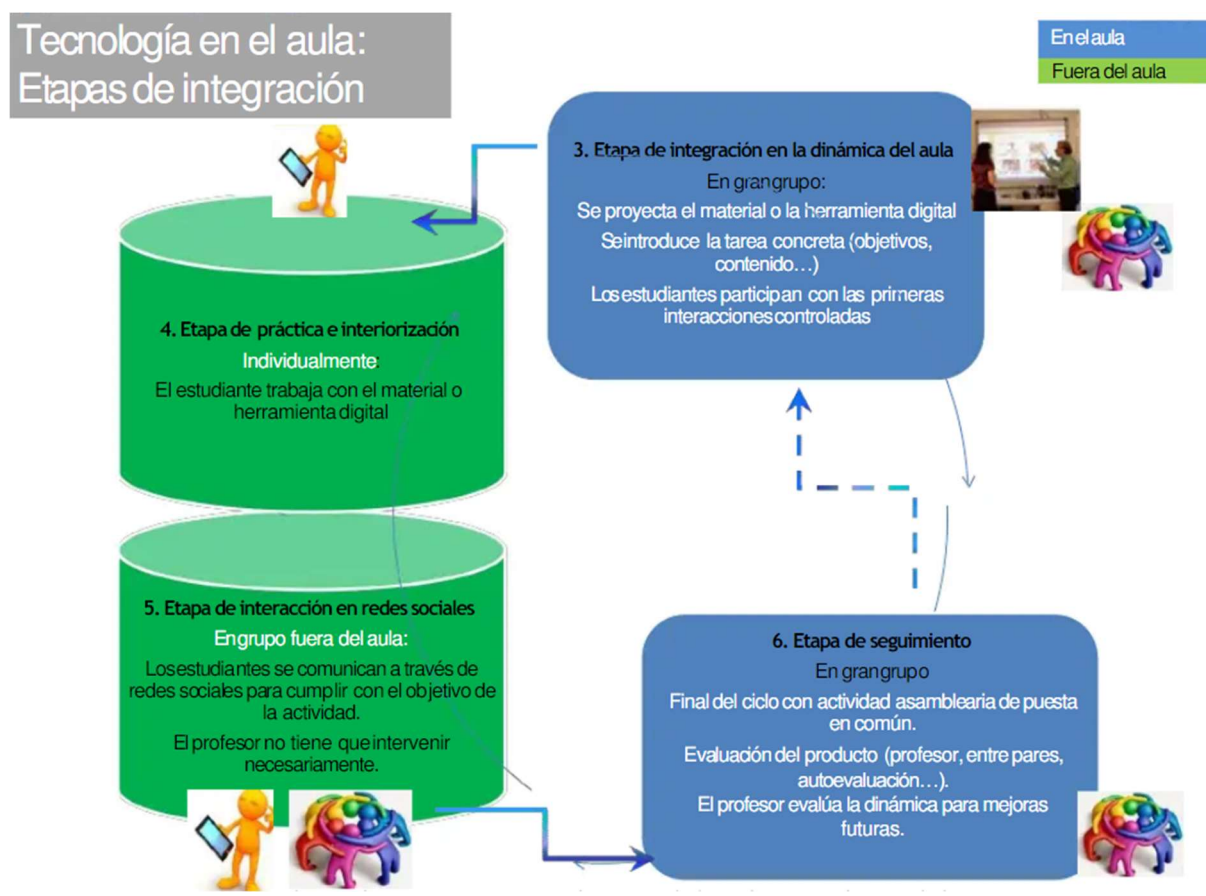 Tecnología en el aula:
Etapas de integración
En el aula
Fuera del aula
3. Etapa de integración en la dinámica del aula
En gran grupo:
Se proyecta el material o la herramienta digital
Se introduce la tarea concreta (objetivos,
contenido…)
Los estudiantes participan con las primeras
interacciones controladas
4. Etapa de práctica e interiorización
Individualmente:
El estudiante trabaja con el material o
herramienta digital
5. Etapa de interacción en redes sociales
En grupo fuera del aula:
Los estudiantes se comunican a través de
redes sociales para cumplir con el objetivo de
la actividad.
El profesor no tiene que intervenir
necesariamente.
6. Etapa de seguimiento
En gran grupo
Final del ciclo con actividad asamblearia de puesta
en común.
Evaluación del producto (profesor, entre pares,
autoevaluación…).
El profesor evalúa la dinámica para mejoras
futuras.